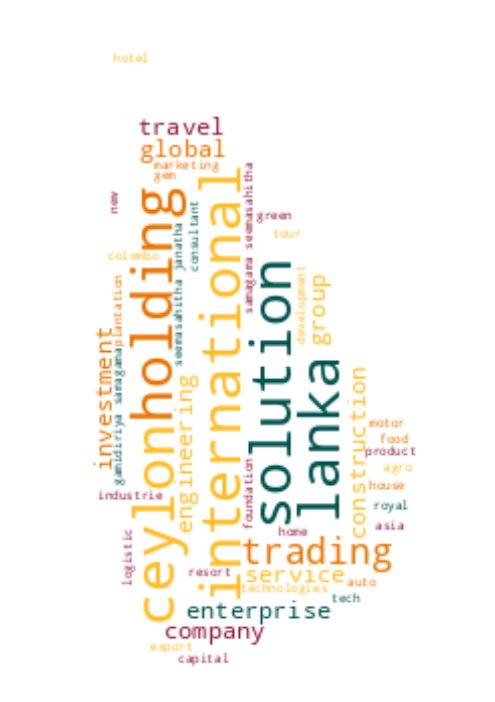 hotel
travel
global
marketing
gem
new
holding
ceylon
international
samagama seemasahitha
seemasahitha janatha
consultant
green
tour
colombo
solution
development
group
plantation
investment
gamidiriya samagama
engineering
lanka
construction
motor
food
product
agro
house
royal
asia
industrie
foundation
home
logistic
trading
resort
service
auto
technologies
tech
enterprise
company
export
capital